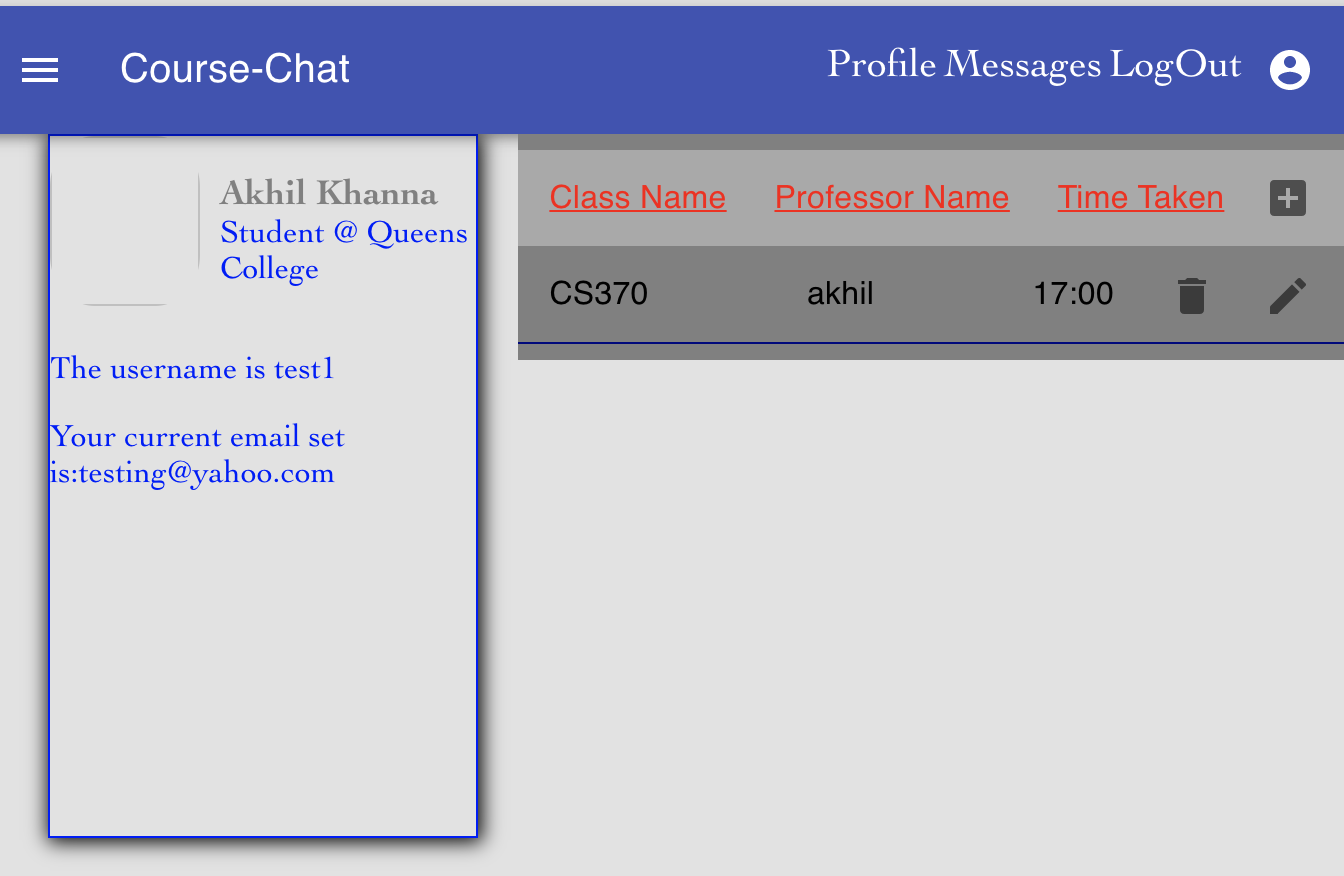 Course-Chat
Profile Messages LogOut
Akhil Khanna
Student @ Queens
College
The username is test1
Your current email set
is:testing@yahoo.com
Class Name Professor Name Time Taken
CS370 akhil 17:00